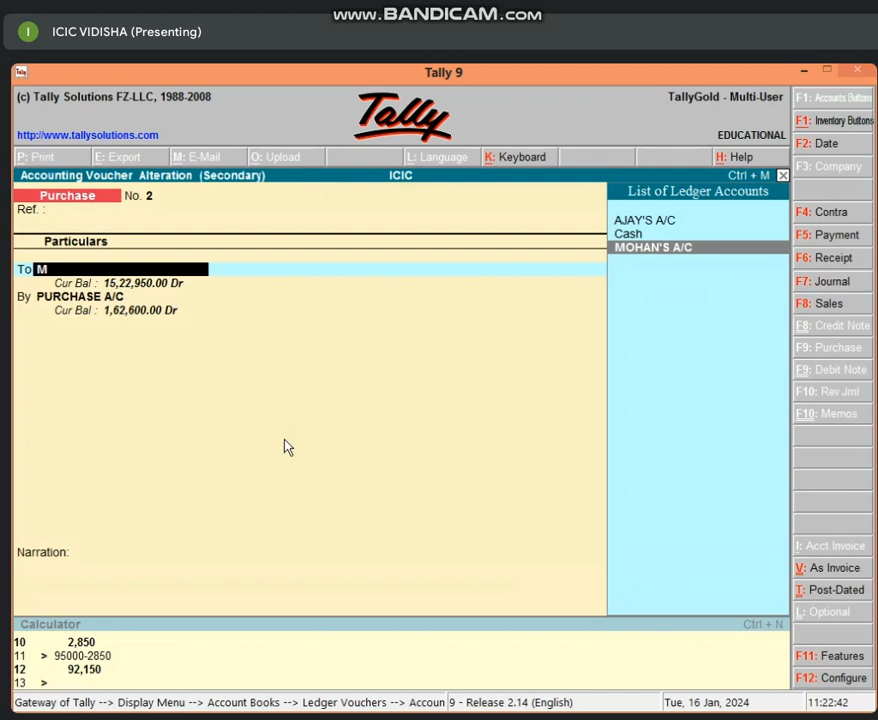 WWW.BANDICAM.COM
I ICIC VIDISHA (Presenting)
Tally Tally 9
(c) Tally Solutions FZ-LLC, 1988-2008
Tally
TallyGold - Multi-User
http://www.tallysolutions.com
EDUCATIONAL
P: Print E: Export M: E-Mail O: Upload L: Language K: Keyboard H: Help
Accounting Voucher Alteration (Secondary) ICIC Ctrl + M X
Purchase No. 2
Ref. :
Particulars
To M
Cur Bal : 15,22,950.00 Dr
By PURCHASE A/C
Cur Bal : 1,62,600.00 Dr
Narration:
List of Ledger Accounts
AJAY'S A/C
Cash
MOHAN'S A/C
F1: Accounts Buttons
F1: Inventory Buttons
F2: Date
F3: Company
F4: Contra
F5: Payment
F6: Receipt
F7: Journal
F8: Sales
F8: Credit Note
F9: Purchase
F9: Debit Note
F10: Rev Jrnl
F10: Memos
I: Acct Invoice
V: As Invoice
T: Post-Dated
L: Optional
F11: Features
F12: Configure
Calculator Ctrl + N
10 2,850
11 > 95000-2850
12 92,150
13 >
Gateway of Tally --> Display Menu --> Account Books --> Ledger Vouchers --> Accoun 9 - Release 2.14 (English) Tue, 16 Jan, 2024 11:22:42